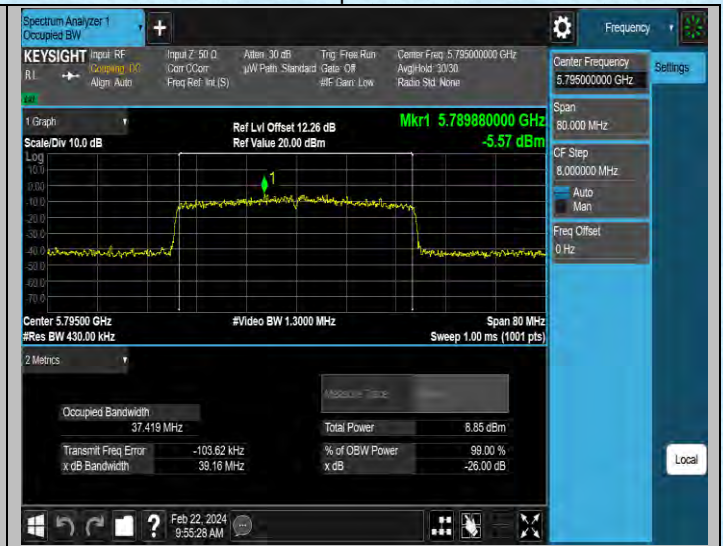 Spectrum Analyzer 1
Occupied BW
+
Frequency
KEYSIGHT Input: RF
R L
Coupling: DC
Align: Auto
Input Z: 50 Ω
Corr CCorr
Freq Ref: Int (S)
Atten: 30 dB
µW Path: Standard
Trig: Free Run
Gate: Off
#IF Gain: Low
Center Freq: 5.795000000 GHz
Avg|Hold: 30/30
Radio Std: None
1 Graph
Scale/Div 10.0 dB
Ref Lvl Offset 12.26 dB
Ref Value 20.00 dBm
Mkr1 5.789880000 GHz
-5.57 dBm
Log
10.0
0.00
-10.0
-20.0
-30.0
-40.0
-50.0
-60.0
-70.0
1
Center 5.79500 GHz
#Res BW 430.00 kHz
#Video BW 1.3000 MHz
Span 80 MHz
Sweep 1.00 ms (1001 pts)
2 Metrics
Measure Trace
Occupied Bandwidth
37.419 MHz
Total Power 6.85 dBm
Transmit Freq Error -103.62 kHz
% of OBW Power 99.00 %
x dB Bandwidth 39.16 MHz
x dB -26.00 dB
Center Frequency
5.795000000 GHz
Settings
Span
80.000 MHz
CF Step
8.000000 MHz
Auto
Man
Freq Offset
0 Hz
Local
?
Feb 22, 2024
9:55:28 AM